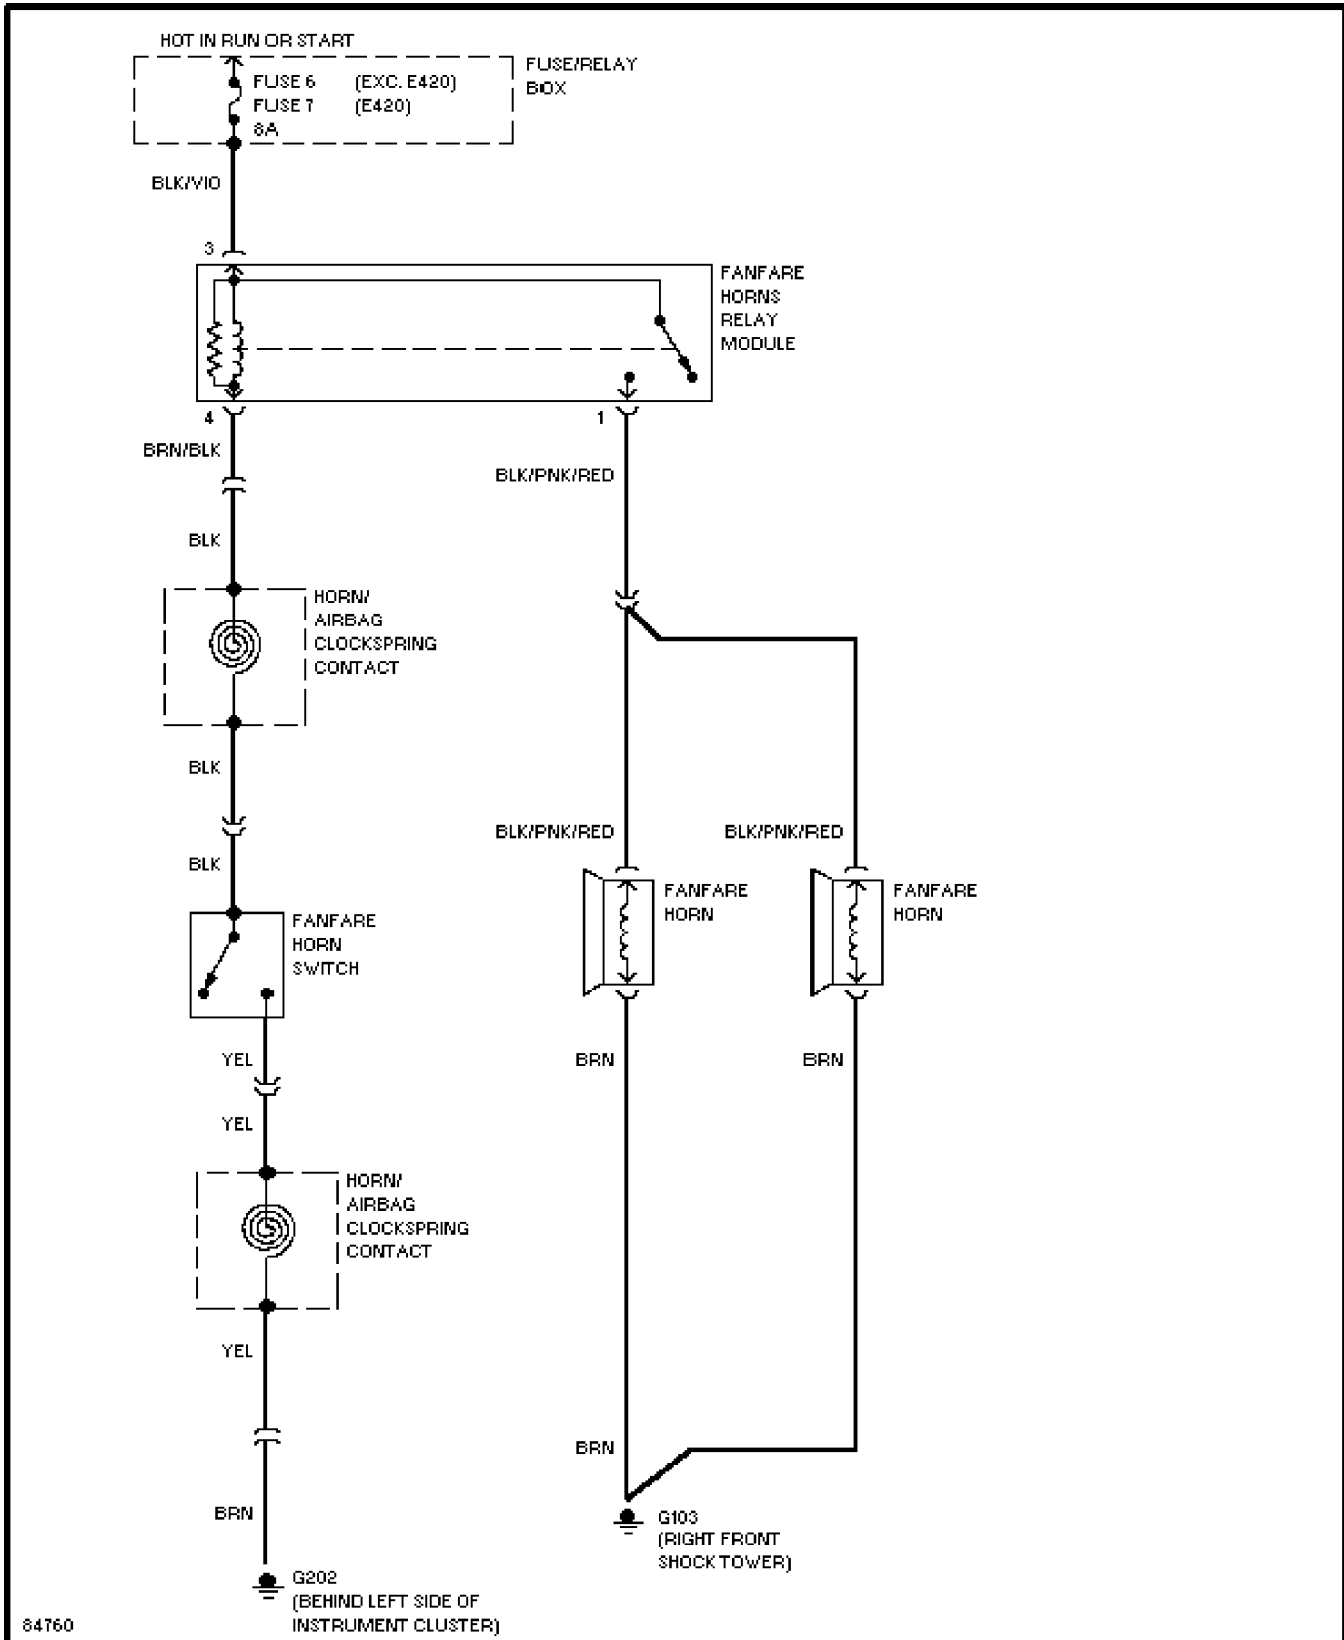 HOT IN RUN OR START
FUSE/RELAY
BOX
FUSE 6 (EXC. E420)
FUSE 7 (E420)
8A
BLK/VIO
3
FANFARE
HORNS
RELAY
MODULE
4
1
BRN/BLK
BLK/PNK/RED
BLK
HORN/
AIRBAG
CLOCKSPRING
CONTACT
BLK
BLK/PNK/RED
BLK/PNK/RED
BLK
FANFARE
HORN
FANFARE
HORN
FANFARE
HORN
SWITCH
YEL
BRN
BRN
YEL
HORN/
AIRBAG
CLOCKSPRING
CONTACT
YEL
BRN
BRN
G103
(RIGHT FRONT
SHOCK TOWER)
G202
(BEHIND LEFT SIDE OF
INSTRUMENT CLUSTER)
84760